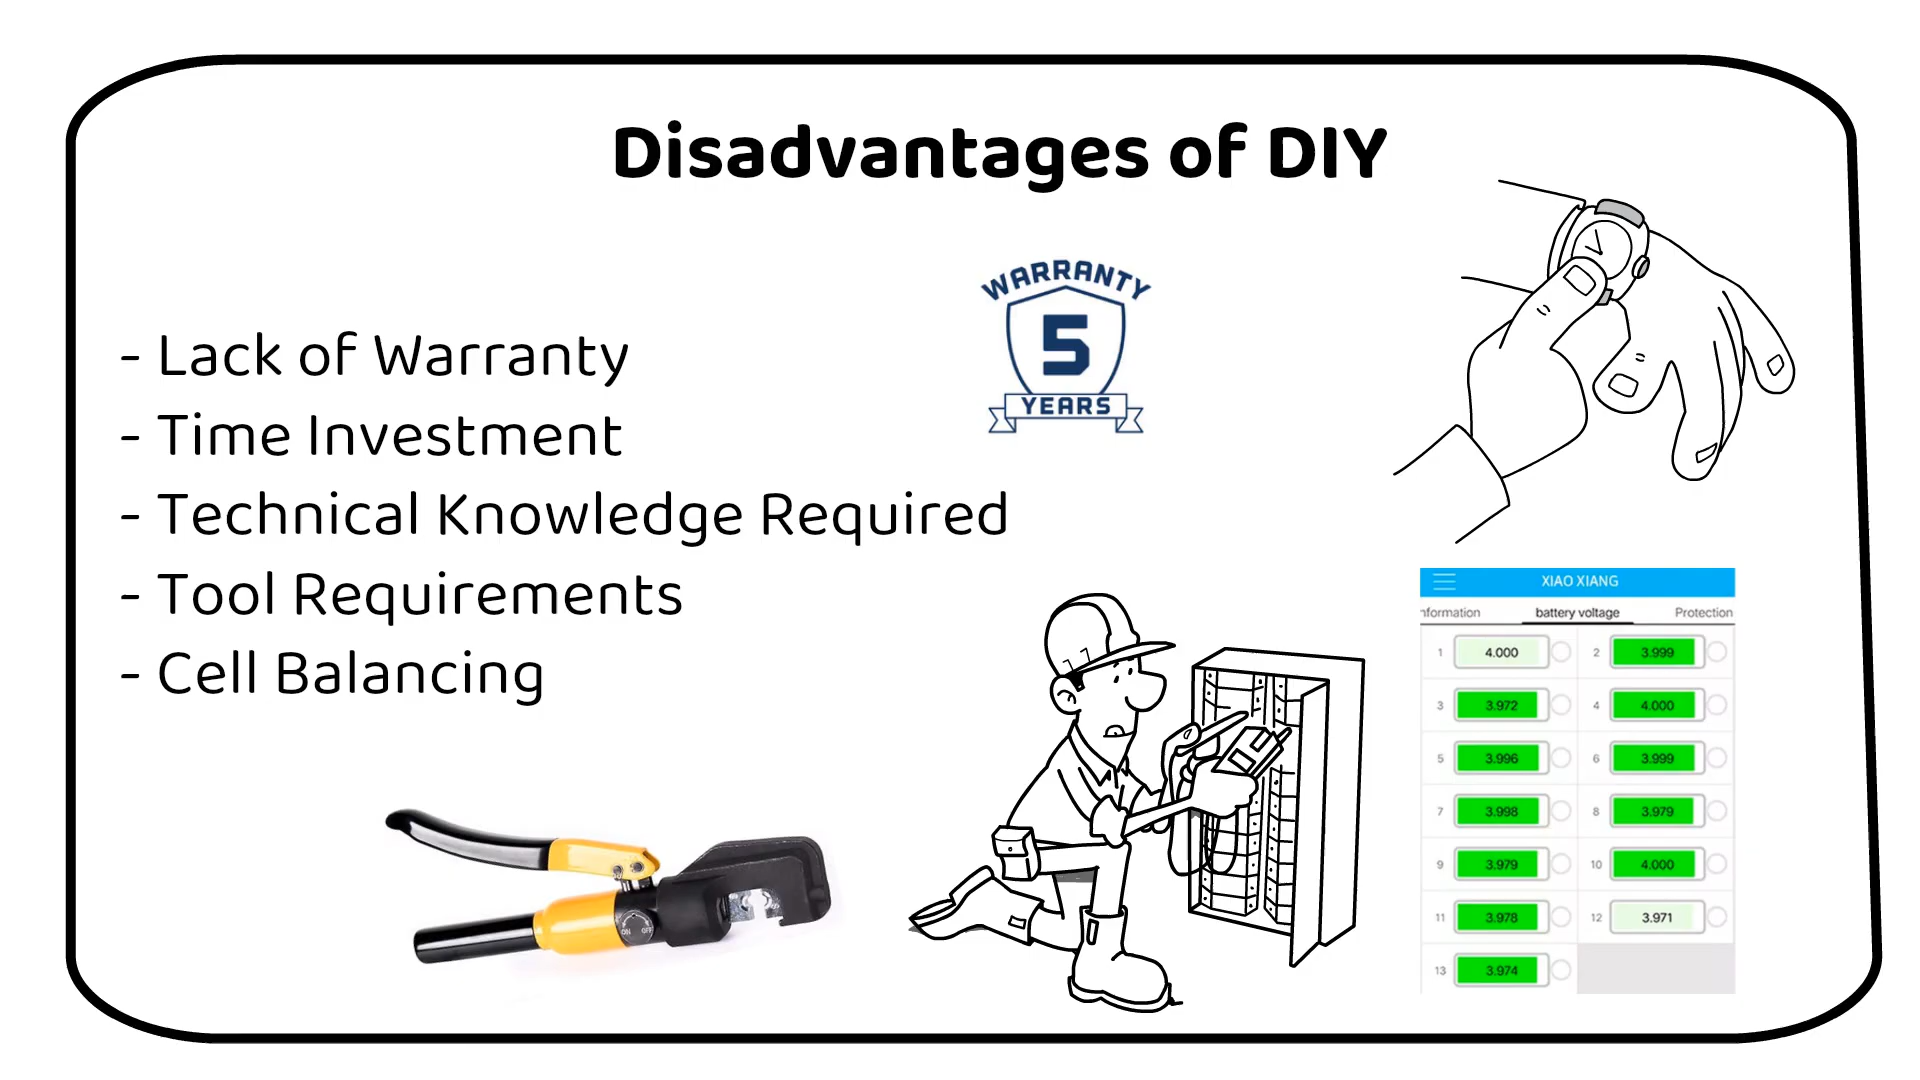 Disadvantages of DIY
- Lack of Warranty
- Time Investment
- Technical Knowledge Required
- Tool Requirements
- Cell Balancing
WARRANTY
5
YEARS
XIAO XIANG
nformation battery voltage Protection
1 4.000 2 3.999
3 3.972 4 4.000
5 3.996 6 3.999
7 3.998 8 3.979
9 3.979 10 4.000
11 3.978 12 3.971
13 3.974
ON OFF